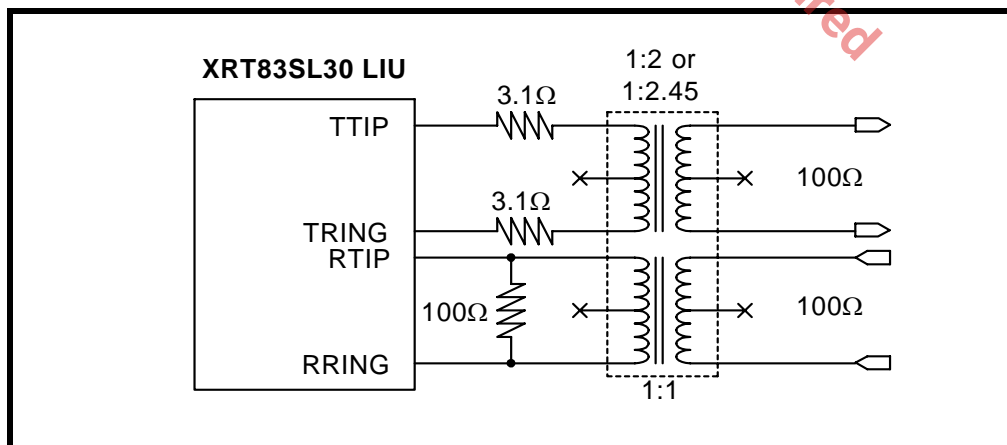 XRT83SL30 LIU
1:2 or
1:2.45
3.1Ω
TTIP
100Ω
3.1Ω
TRING
RTIP
100Ω
100Ω
RRING
1:1